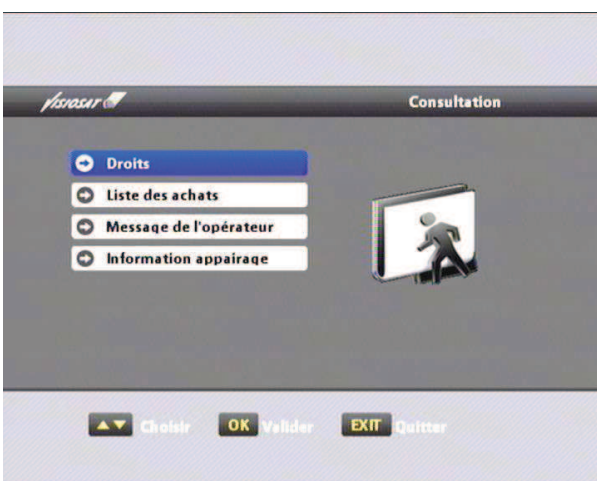 VISIOSAT
Consultation
Droits
Liste des achats
Message de l'opérateur
Information appairage
▲▼ Choisir OK Valider EXIT Quitter